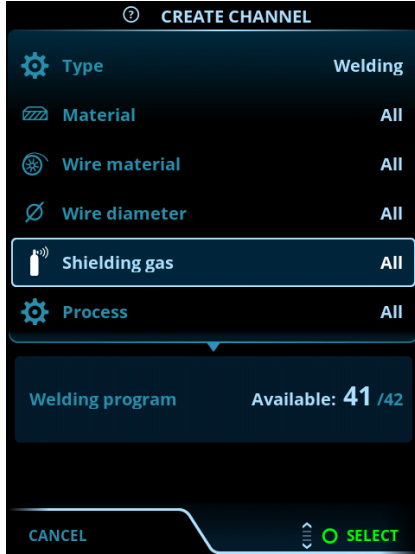 ? CREATE CHANNEL
Type Welding
Material All
Wire material All
Wire diameter All
Shielding gas All
Process All
Welding program Available: 41 /42
CANCEL SELECT